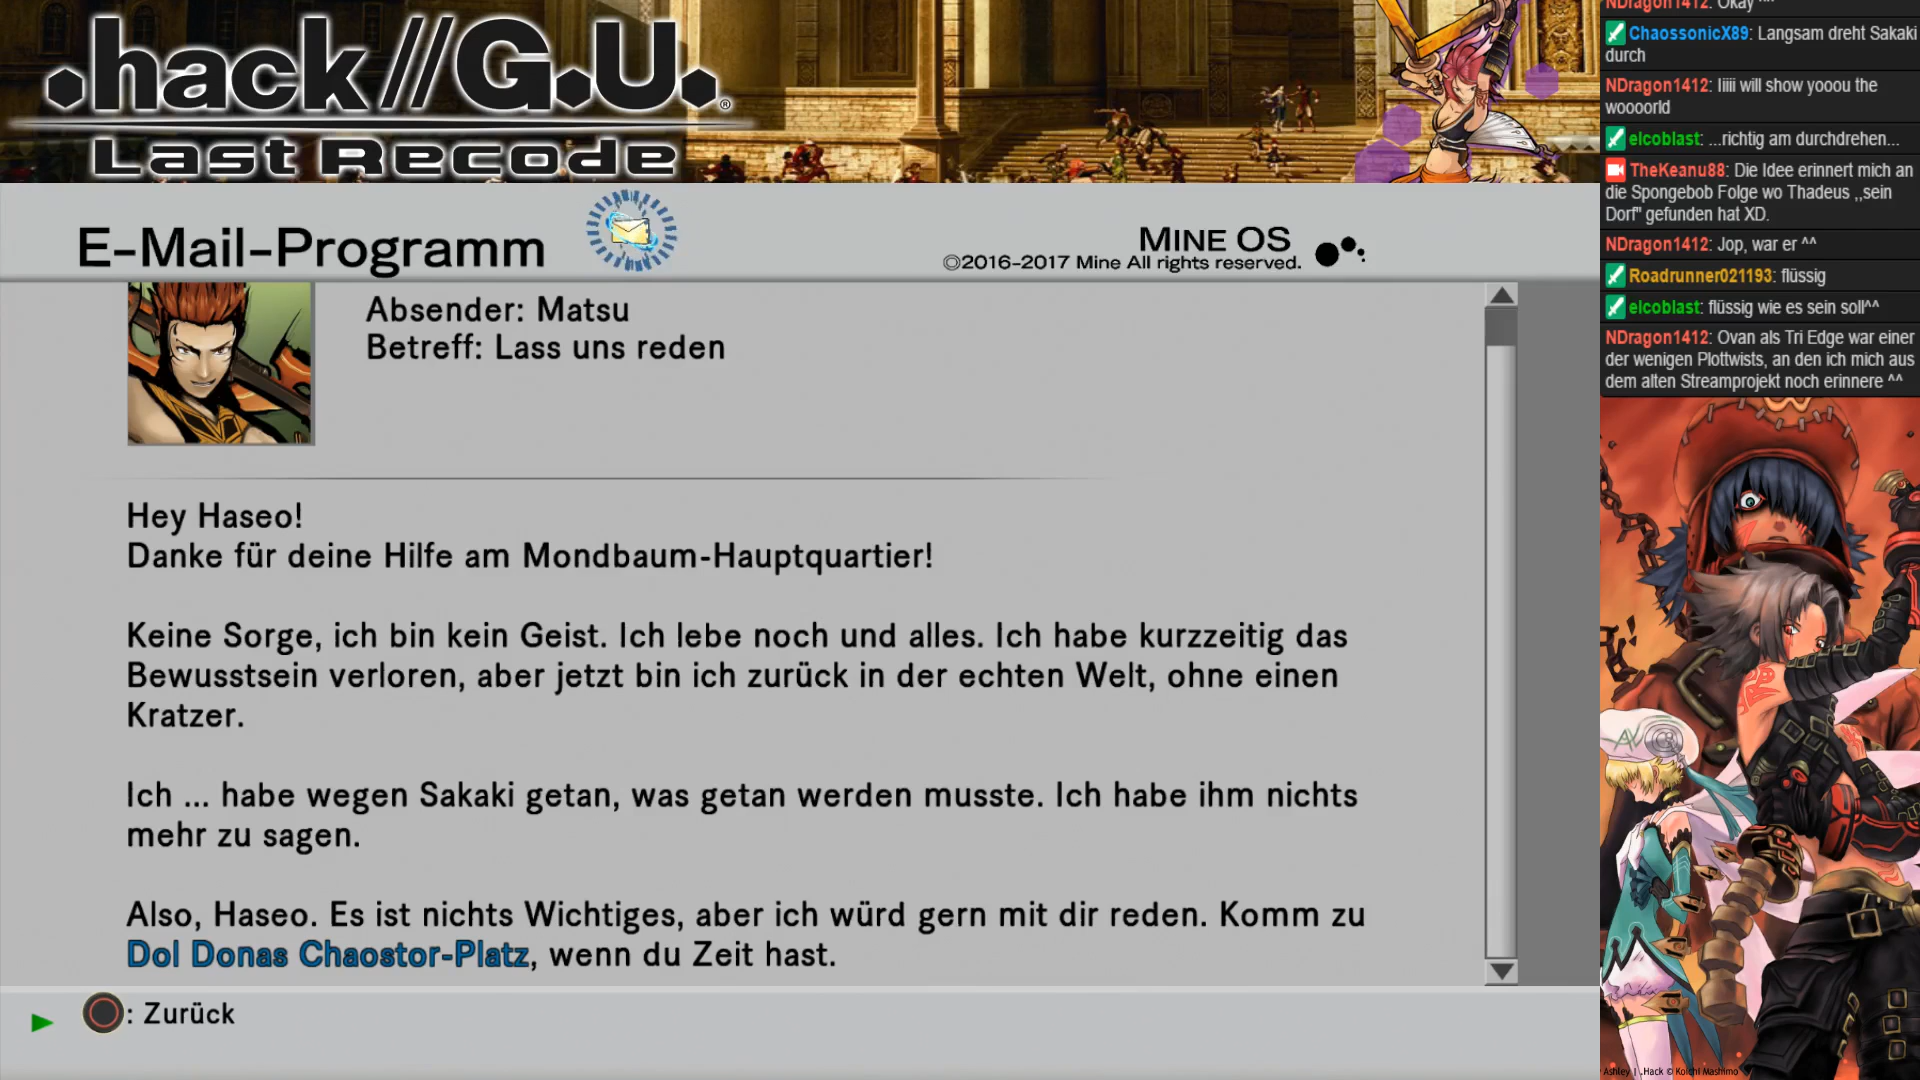 .hack//G.U.®
Last Recode
E-Mail-Programm
MINE OS
©2016-2017 Mine All rights reserved.
Absender: Matsu
Betreff: Lass uns reden
Hey Haseo!
Danke für deine Hilfe am Mondbaum-Hauptquartier!
Keine Sorge, ich bin kein Geist. Ich lebe noch und alles. Ich habe kurzzeitig das
Bewusstsein verloren, aber jetzt bin ich zurück in der echten Welt, ohne einen
Kratzer.
Ich ... habe wegen Sakaki getan, was getan werden musste. Ich habe ihm nichts
mehr zu sagen.
Also, Haseo. Es ist nichts Wichtiges, aber ich würd gern mit dir reden. Komm zu
Dol Donas Chaostor-Platz, wenn du Zeit hast.
: Zurück
NDragon1412: Okay ^^
ChaossonicX89: Langsam dreht Sakaki
durch
NDragon1412: Iiiii will show yooou the
woooorld
elcoblast: ...richtig am durchdrehen...
TheKeanu88: Die Idee erinnert mich an
die Spongebob Folge wo Thadeus ,,sein
Dorf" gefunden hat XD.
NDragon1412: Jop, war er ^^
Roadrunner021193: flüssig
elcoblast: flüssig wie es sein soll^^
NDragon1412: Ovan als Tri Edge war einer
der wenigen Plottwists, an den ich mich aus
dem alten Streamprojekt noch erinnere ^^
Ashley | .Hack © Koichi Mashimo